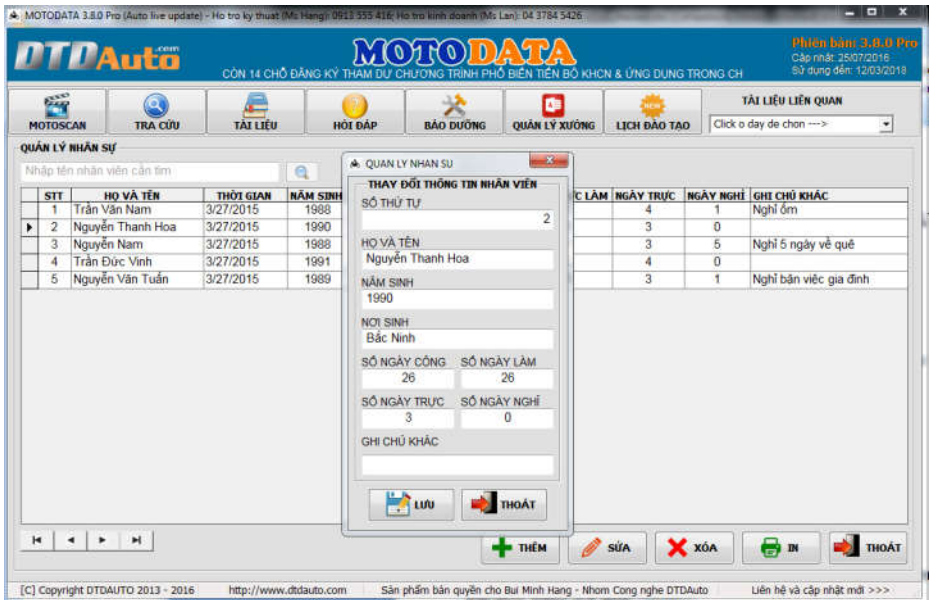 MOTODATA 3.8.0 Pro (Auto live update) - Ho tro ky thuat (Ms Hang): 0913 555 416; Ho tro kinh doanh (Ms Lan): 04 3784 5426
DTDAuto.com
MOTODATA
CÒN 14 CHỖ ĐĂNG KÝ THAM DỰ CHƯƠNG TRÌNH PHỔ BIẾN TIẾN BỘ KHCN & ỨNG DỤNG TRONG CH
Phiên bản: 3.8.0 Pro
Cập nhật: 25/07/2016
Sử dụng đến: 12/03/2018
MOTOSCAN
TRA CỨU
TÀI LIỆU
HỎI ĐÁP
BẢO DƯỠNG
QUẢN LÝ XƯỞNG
LỊCH ĐÀO TẠO
TÀI LIỆU LIÊN QUAN
Click o day de chon --->
QUẢN LÝ NHÂN SỰ
Nhập tên nhân viên cần tìm
STT HỌ VÀ TÊN THỜI GIAN NĂM SINH C LÀM NGÀY TRỰC NGÀY NGHỈ GHI CHÚ KHÁC
1 Trần Văn Nam 3/27/2015 1988 4 1 Nghỉ ốm
2 Nguyễn Thanh Hoa 3/27/2015 1990 3 0
3 Nguyễn Nam 3/27/2015 1988 3 5 Nghỉ 5 ngày về quê
4 Trần Đức Vinh 3/27/2015 1991 4 0
5 Nguyễn Văn Tuấn 3/27/2015 1989 3 1 Nghỉ bận việc gia đình
QUAN LY NHAN SU
THAY ĐỔI THÔNG TIN NHÂN VIÊN
SỐ THỨ TỰ
2
HỌ VÀ TÊN
Nguyễn Thanh Hoa
NĂM SINH
1990
NƠI SINH
Bắc Ninh
SỐ NGÀY CÔNG SỐ NGÀY LÀM
26 26
SỐ NGÀY TRỰC SỐ NGÀY NGHỈ
3 0
GHI CHÚ KHÁC
LƯU
THOÁT
THÊM
SỬA
XÓA
IN
THOÁT
[C] Copyright DTDAUTO 2013 - 2016 http://www.dtdauto.com Sản phẩm bản quyền cho Bui Minh Hang - Nhom Cong nghe DTDAuto Liên hệ và cập nhật mới >>>